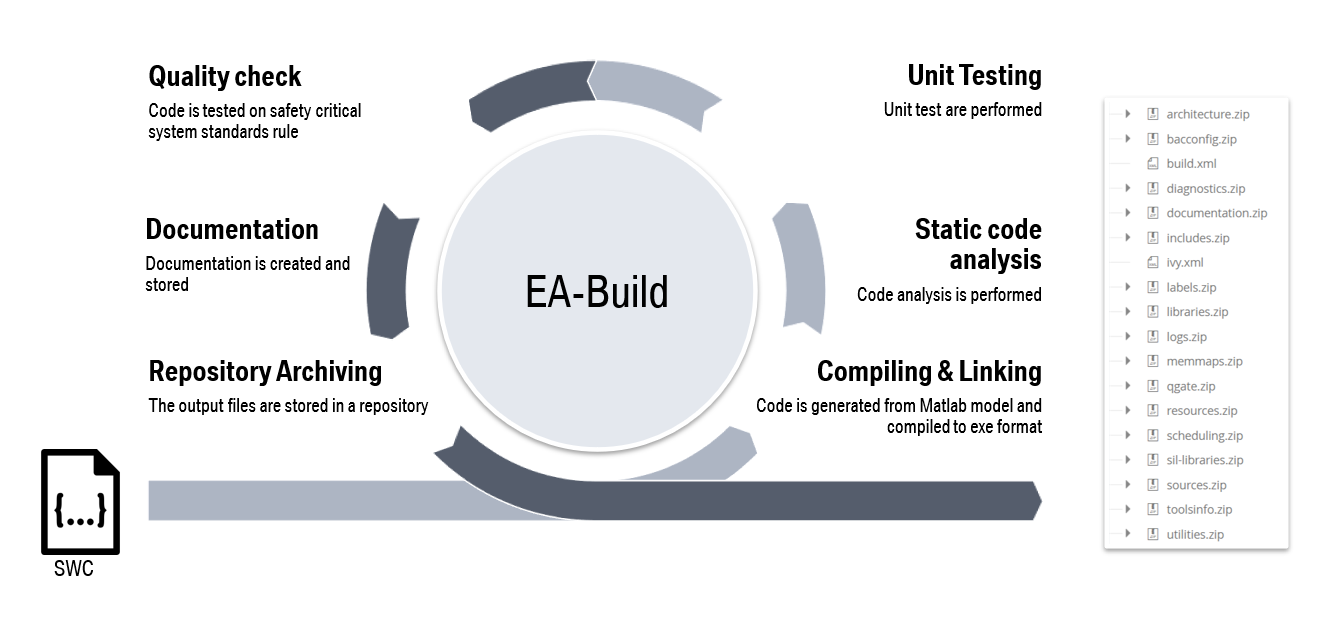 Quality check
Code is tested on safety critical
system standards rule
Documentation
Documentation is created and
stored
Repository Archiving
The output files are stored in a repository
EA-Build
Unit Testing
Unit test are performed
Static code
analysis
Code analysis is performed
Compiling & Linking
Code is generated from Matlab model and
compiled to exe format
{...}
SWC
architecture.zip
bacconfig.zip
build.xml
diagnostics.zip
documentation.zip
includes.zip
ivy.xml
labels.zip
libraries.zip
logs.zip
memmaps.zip
qgate.zip
resources.zip
scheduling.zip
sil-libraries.zip
sources.zip
toolsinfo.zip
utilities.zip